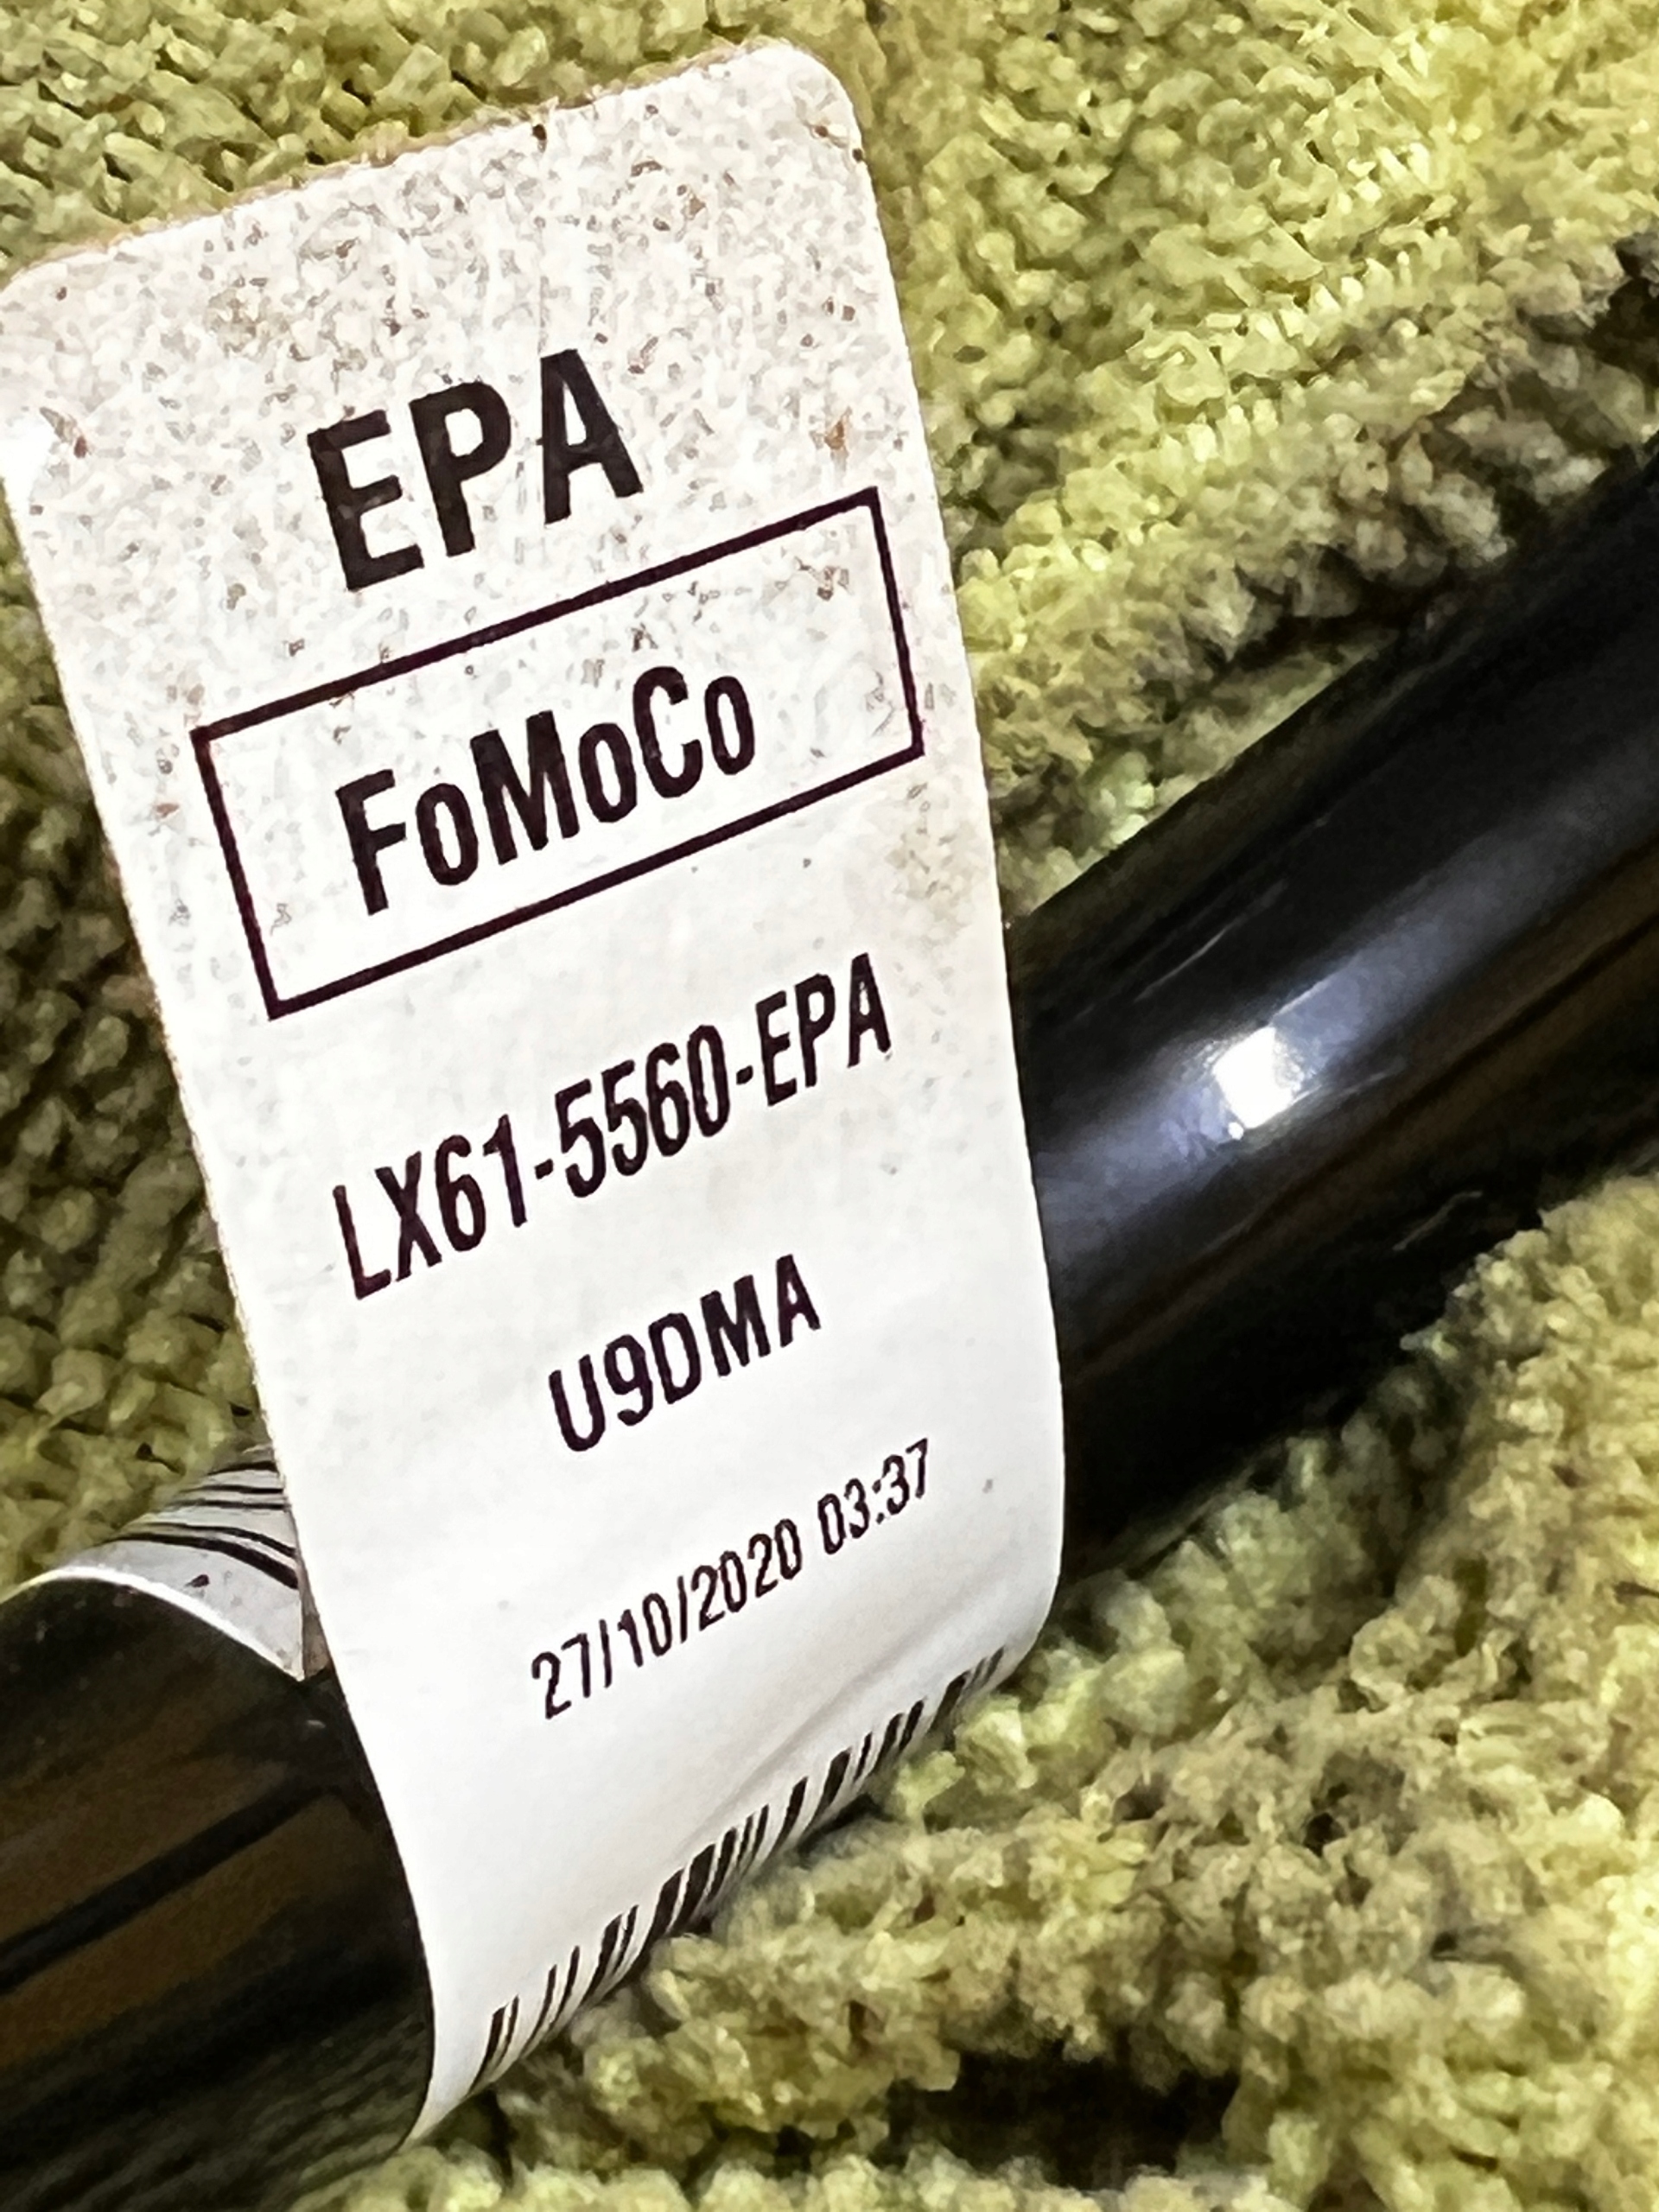 EPA
FoMoCo
LX61-5560-EPA
U9DMA
27/10/2020 03:37